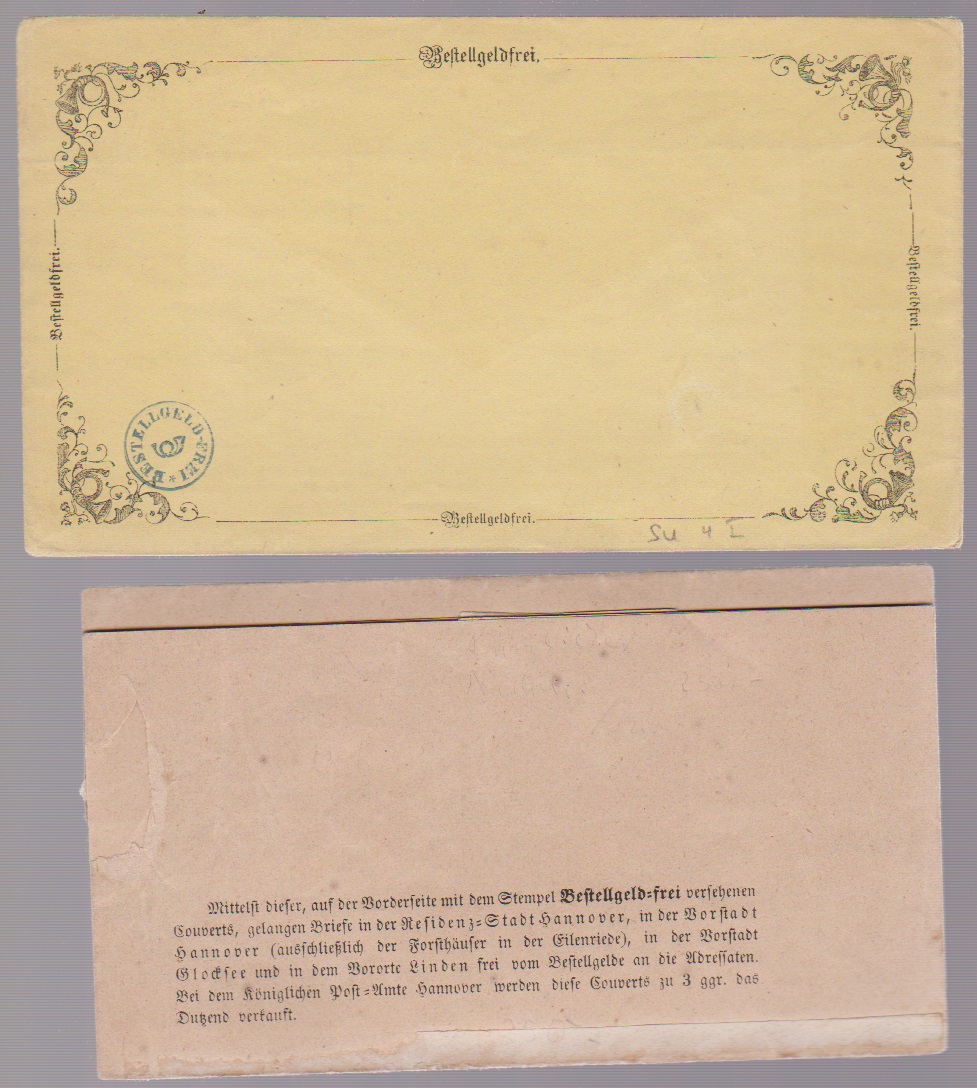 Bestellgeldfrei.
Bestellgeldfrei.
Bestellgeldfrei.
BESTELLGELD-FREI *
Bestellgeldfrei.
SU 4 I
Mittelst dieser, auf der Vorderseite mit dem Stempel Bestellgeld=frei versehenen
Couverts, gelangen Briefe in der Residenz=Stadt Hannover, in der Vorstadt
Hannover (ausschließlich der Forsthäuser in der Eilenriede), in der Vorstadt
Glocksee und in dem Vororte Linden frei vom Bestellgelde an die Adressaten.
Bei dem Königlichen Post=Amte Hannover werden diese Couverts zu 3 ggr. das
Dutzend verkauft.